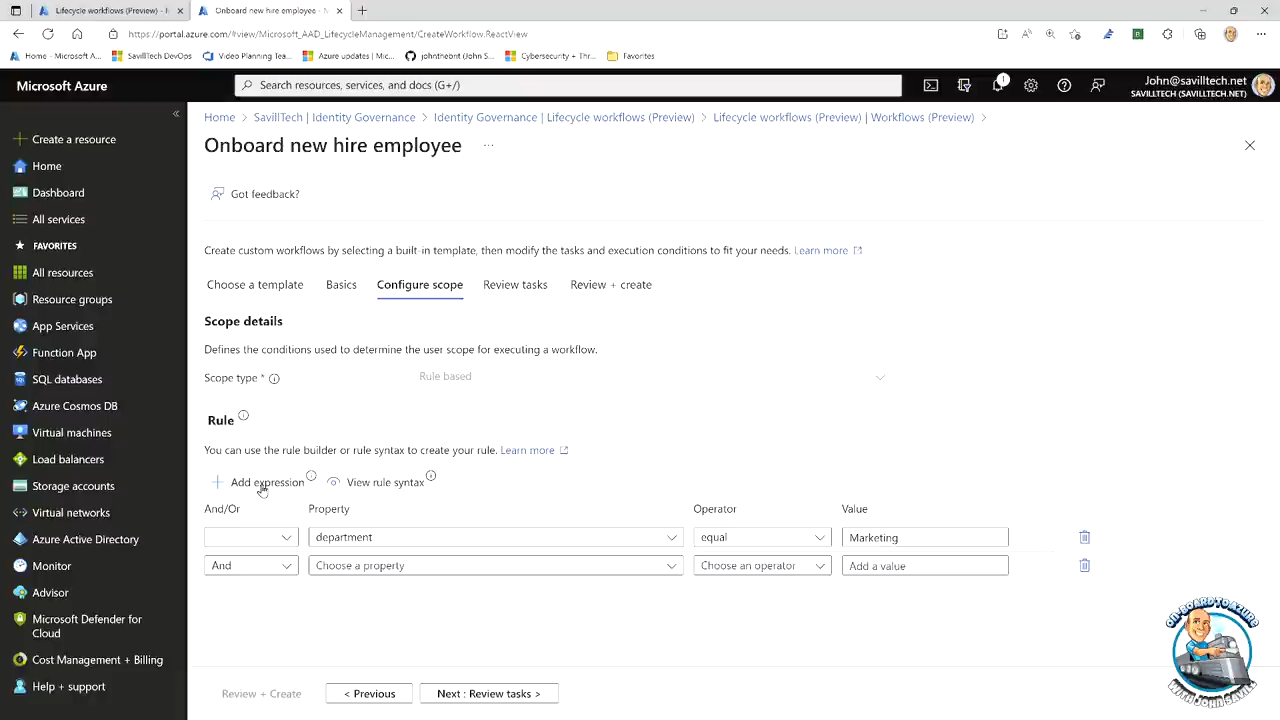 Lifecycle workflows (Preview) - M
Onboard new hire employee - M
https://portal.azure.com/#view/Microsoft_AAD_LifecycleManagement/CreateWorkflow.ReactView
Home - Microsoft A...
SavillTech DevOps
Video Planning Tea...
Azure updates | Mic...
johnthebrit (John S...
Cybersecurity + Thr...
Favorites
Microsoft Azure
Search resources, services, and docs (G+/)
1
John@savilltech.net
SAVILLTECH (SAVILLTECH.NET)
Create a resource
Home
Dashboard
All services
FAVORITES
All resources
Resource groups
App Services
Function App
SQL databases
Azure Cosmos DB
Virtual machines
Load balancers
Storage accounts
Virtual networks
Azure Active Directory
Monitor
Advisor
Microsoft Defender for
Cloud
Cost Management + Billing
Help + support
Home > SavillTech | Identity Governance > Identity Governance | Lifecycle workflows (Preview) > Lifecycle workflows (Preview) | Workflows (Preview) >
Onboard new hire employee ...
Got feedback?
Create custom workflows by selecting a built-in template, then modify the tasks and execution conditions to fit your needs. Learn more
Choose a template Basics Configure scope Review tasks Review + create
Scope details
Defines the conditions used to determine the user scope for executing a workflow.
Scope type * Rule based
Rule
You can use the rule builder or rule syntax to create your rule. Learn more
Add expression View rule syntax
And/Or Property Operator Value
department equal Marketing
And Choose a property Choose an operator Add a value
Review + Create < Previous Next : Review tasks >
ON-BOARD TO AZURE
WITH JOHN SAVILL